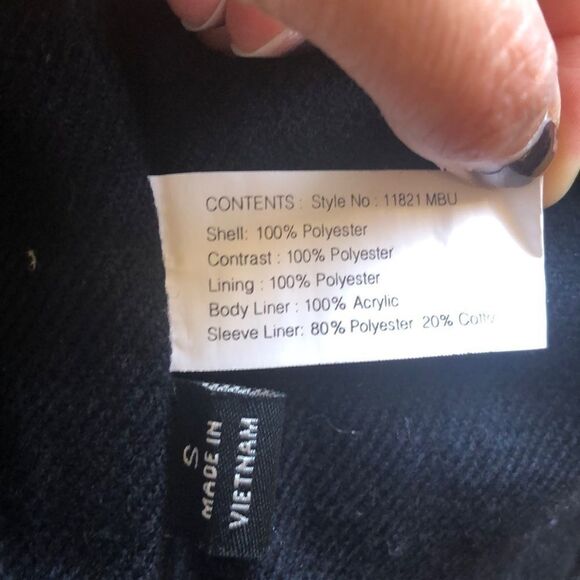 CONTENTS : Style No : 11821 MBU
Shell: 100% Polyester
Contrast : 100% Polyester
Lining : 100% Polyester
Body Liner : 100% Acrylic
Sleeve Liner: 80% Polyester 20% Cotto
S
MADE IN
VIETNAM